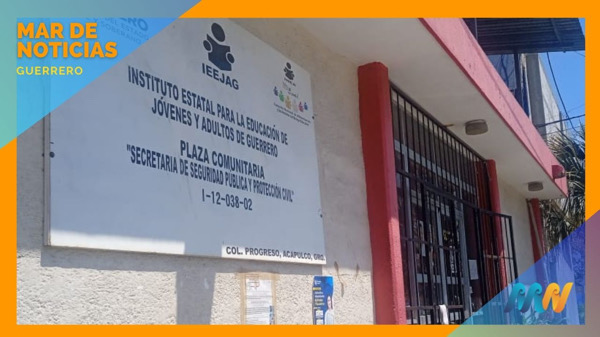 MAR DE
NOTICIAS
GUERRERO
IEEJAG
INSTITUTO ESTATAL PARA LA EDUCACIÓN DE
JÓVENES Y ADULTOS DE GUERRERO
PLAZA COMUNITARIA
"SECRETARIA DE SEGURIDAD PUBLICA Y PROTECCIÓN CIVIL"
I-12-038-02
COL. PROGRESO, ACAPULCO, GRO.
MN